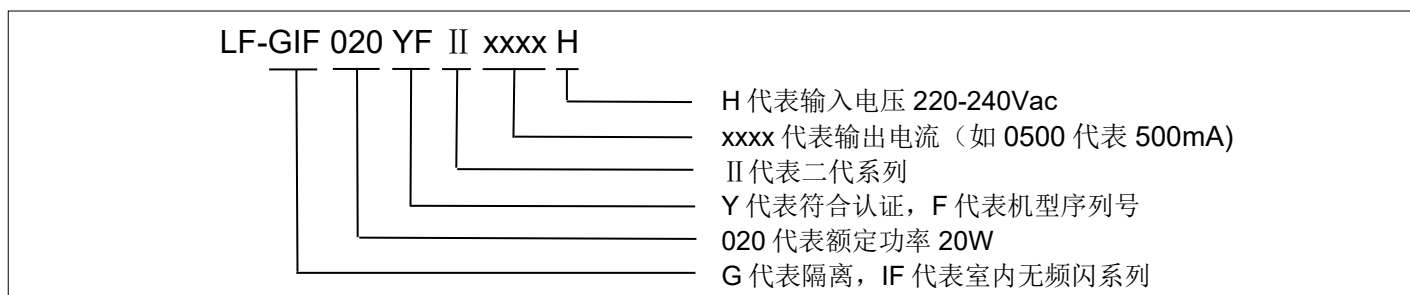 LF-GIF 020 YF Ⅱ xxxx H
H 代表输入电压 220-240Vac
xxxx 代表输出电流（如 0500 代表 500mA)
Ⅱ代表二代系列
Y 代表符合认证，F 代表机型序列号
020 代表额定功率 20W
G 代表隔离，IF 代表室内无频闪系列